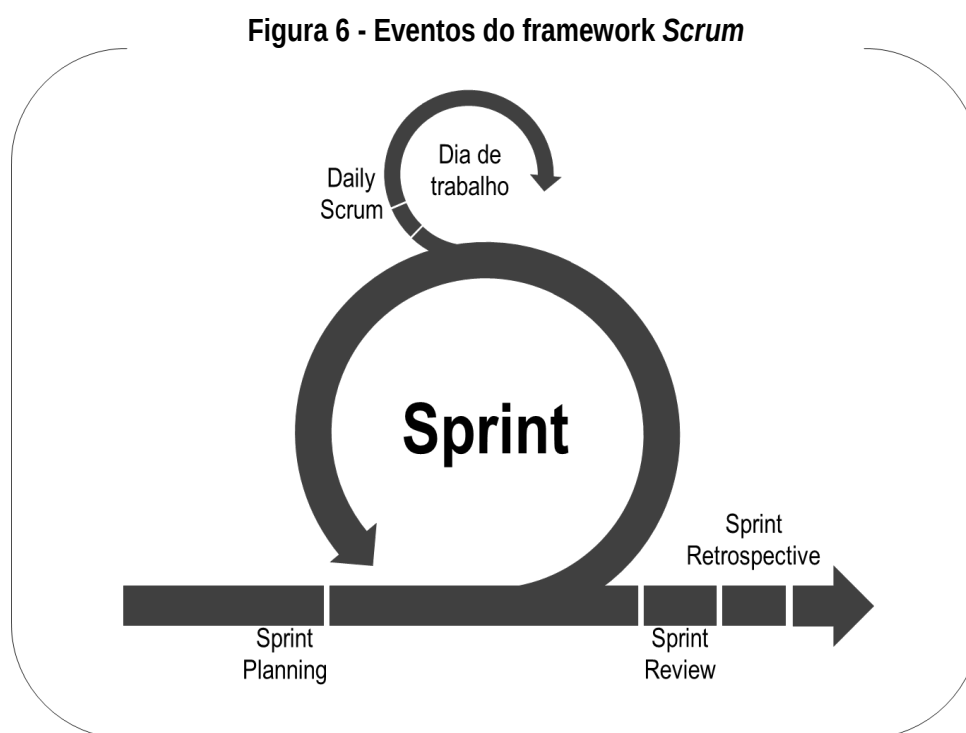 Figura 6 - Eventos do framework Scrum
Dia de
trabalho
Daily
Scrum
Sprint
Sprint
Retrospective
Sprint
Planning
Sprint
Review